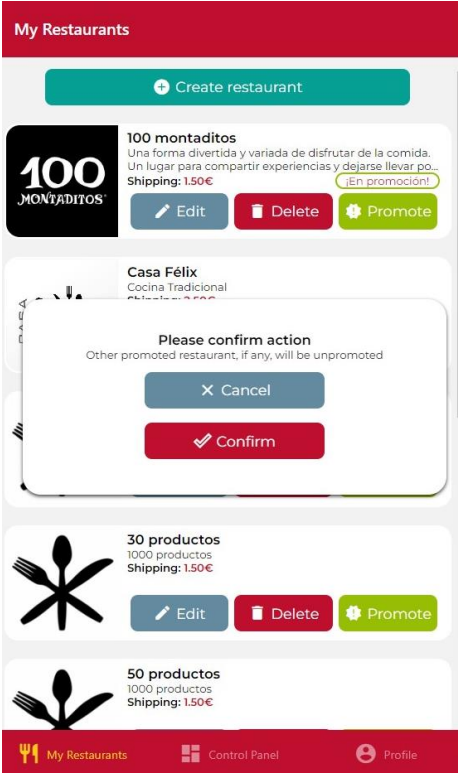 My Restaurants
Create restaurant
100 montaditos
Una forma divertida y variada de disfrutar de la comida.
Un lugar para compartir experiencias y dejarse llevar po...
Shipping: 1.50€
¡En promoción!
100
MONTADITOS
Edit
Delete
Promote
Casa Félix
Cocina Tradicional
Please confirm action
Other promoted restaurant, if any, will be unpromoted
Cancel
Confirm
30 productos
1000 productos
Shipping: 1.50€
Edit
Delete
Promote
50 productos
1000 productos
Shipping: 1.50€
My Restaurants
Control Panel
Profile